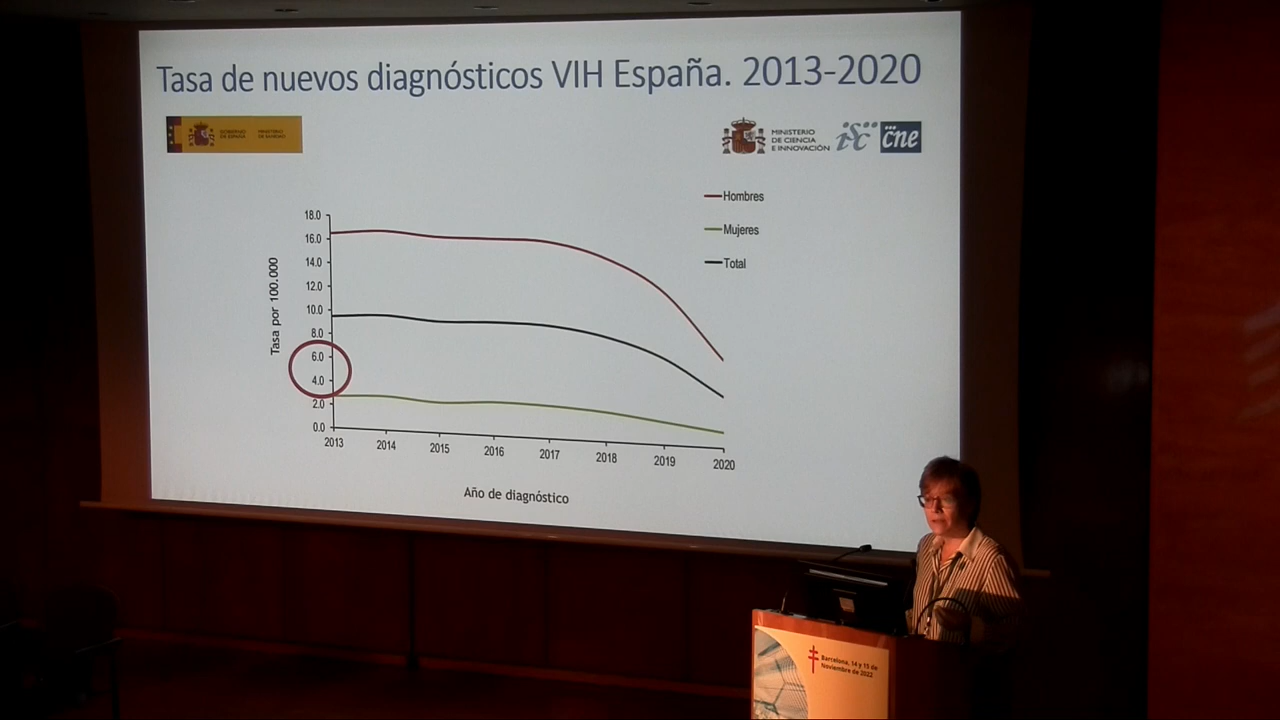 Tasa de nuevos diagnósticos VIH España. 2013-2020
GOBIERNO
DE ESPAÑA
MINISTERIO
DE SANIDAD
MINISTERIO
DE CIENCIA
E INNOVACIÓN
isc
cne
Hombres
Mujeres
Total
Tasa por 100.000
18.0
16.0
14.0
12.0
10.0
8.0
6.0
4.0
2.0
0.0
2013
2014
2015
2016
2017
2018
2019
2020
Año de diagnóstico
Barcelona, 14 y 15 de
Noviembre de 2022